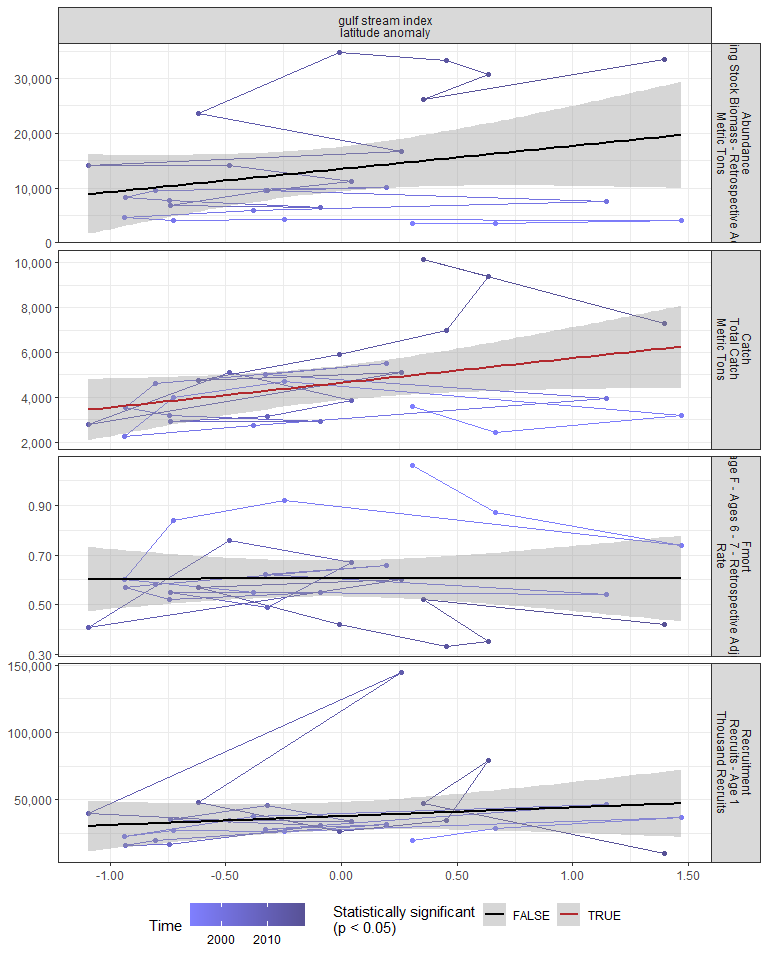 gulf stream index
latitude anomaly
30,000
20,000
10,000
0
Abundance
Stock Biomass - Retrospective
Metric Tons
10,000
8,000
6,000
4,000
2,000
Catch
Total Catch
Metric Tons
0.90
0.70
0.50
0.30
Fmort
F - Ages 6 - 7 - Retrospective
Rate
150,000
100,000
50,000
Recruitment
Recruits - Age 1
Thousand Recruits
-1.00 -0.50 0.00 0.50 1.00 1.50
Time
2000 2010
Statistically significant
(p < 0.05)
FALSE TRUE